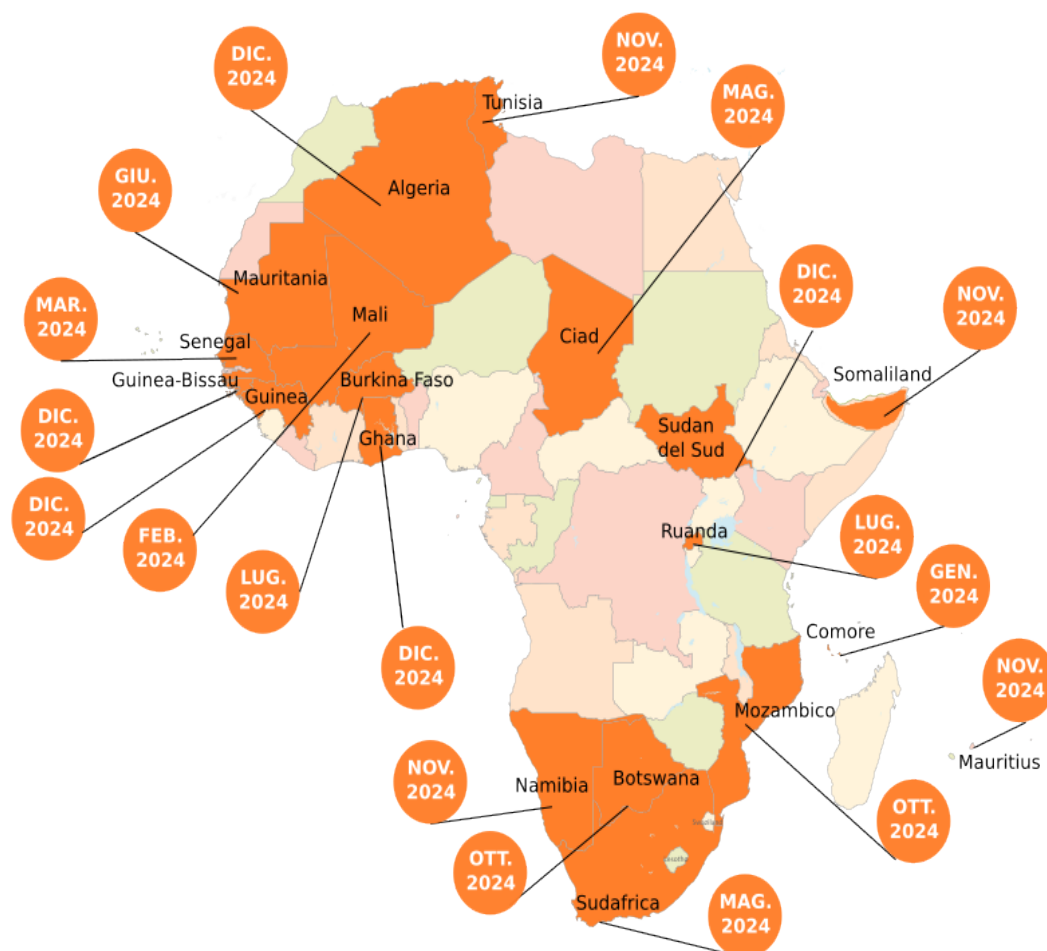 DIC.
2024
NOV.
2024
MAG.
2024
Tunisia
Algeria
GIU.
2024
DIC.
2024
Mauritania
MAR.
2024
Mali
NOV.
2024
Ciad
Senegal
Somaliland
Guinea-Bissau
Burkina Faso
Guinea
DIC.
2024
Ghana
Sudan
del Sud
DIC.
2024
FEB.
2024
Ruanda
LUG.
2024
LUG.
2024
GEN.
2024
Comore
DIC.
2024
NOV.
2024
Mozambico
Mauritius
NOV.
2024
Namibia
Botswana
OTT.
2024
Swaziland
OTT.
2024
Lesotho
Sudafrica
MAG.
2024